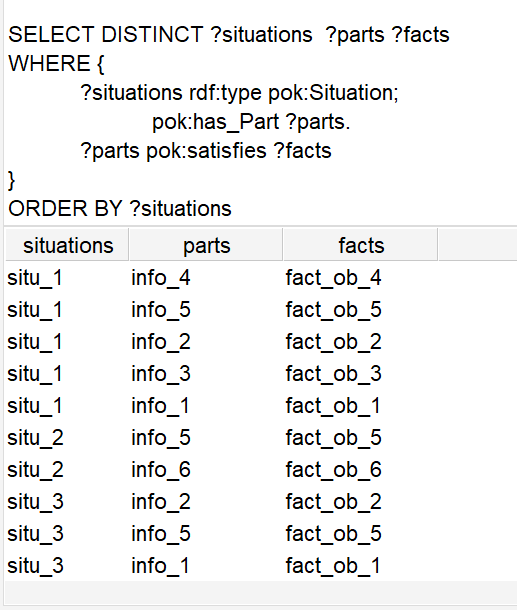 SELECT DISTINCT ?situations ?parts ?facts
WHERE {
?situations rdf:type pok:Situation;
pok:has_Part ?parts.
?parts pok:satisfies ?facts
}
ORDER BY ?situations
situations parts facts
situ_1 info_4 fact_ob_4
situ_1 info_5 fact_ob_5
situ_1 info_2 fact_ob_2
situ_1 info_3 fact_ob_3
situ_1 info_1 fact_ob_1
situ_2 info_5 fact_ob_5
situ_2 info_6 fact_ob_6
situ_3 info_2 fact_ob_2
situ_3 info_5 fact_ob_5
situ_3 info_1 fact_ob_1